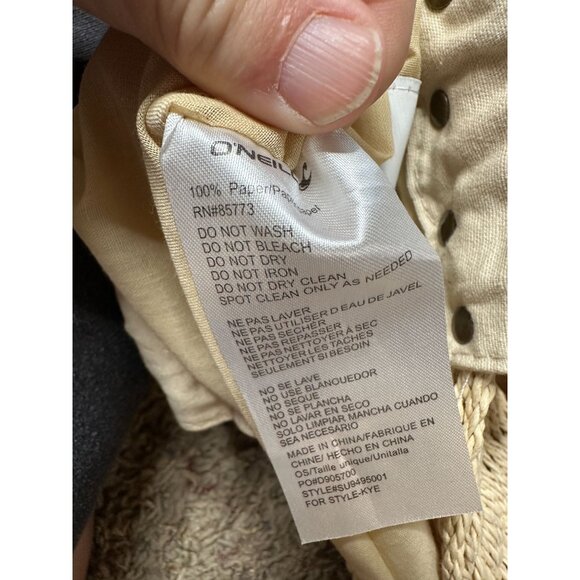 O'NEILL
100% Paper/
RN#85773
DO NOT WASH
DO NOT BLEACH
DO NOT DRY
DO NOT IRON
DO NOT DRY CLEAN
SPOT CLEAN ONLY AS NEEDED
NE PAS LAVER
NE PAS UTILISER D EAU DE JAVEL
NE PAS SECHER
NE PAS REPASSER
NE PAS NETTOYER A SEC
NETTOYER LES TACHES
SEULEMENT SI BESOIN
NO SE LAVE
NO USE BLANQUEDOR
NO SEQUE
NO SE PLANCHA
NO LAVAR EN SECO
SOLO LIMPIAR MANCHA CUANDO
SEA NECESARIO
MADE IN CHINA/FABRIQUE EN
CHINE/ HECHO EN CHINA
OS/Taille unique/Unitalla
PO#D905700
STYLE#SU9495001
FOR STYLE-KYE